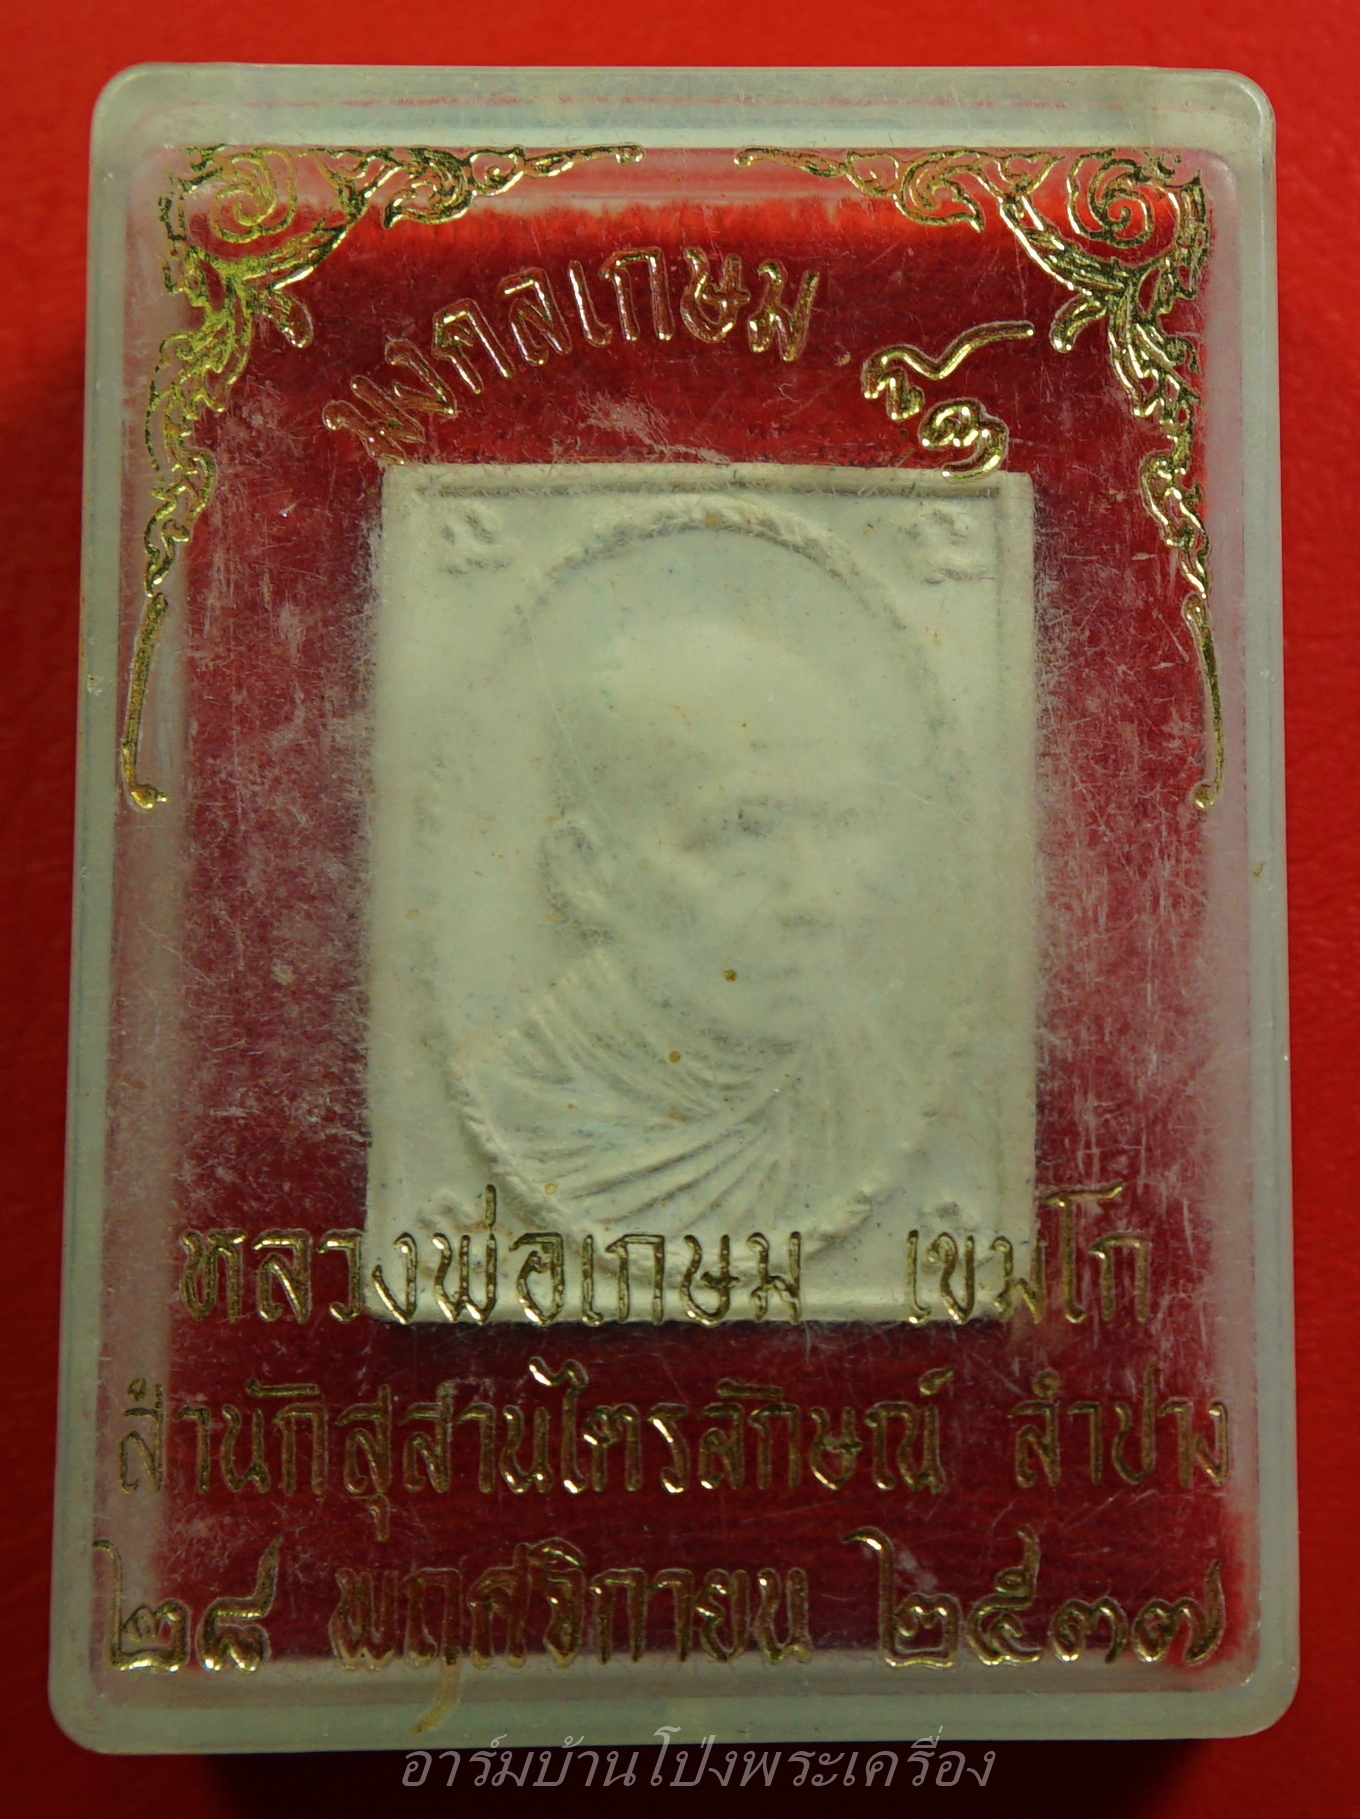 มงคลเกษม
หลวงพ่อเกษม เขมโก
สำนักสุสานไตรลักษณ์ ลำปาง
๒๘ พฤศจิกายน ๒๕๓๗
อาร์มบ้านโป่งพระเครื่อง